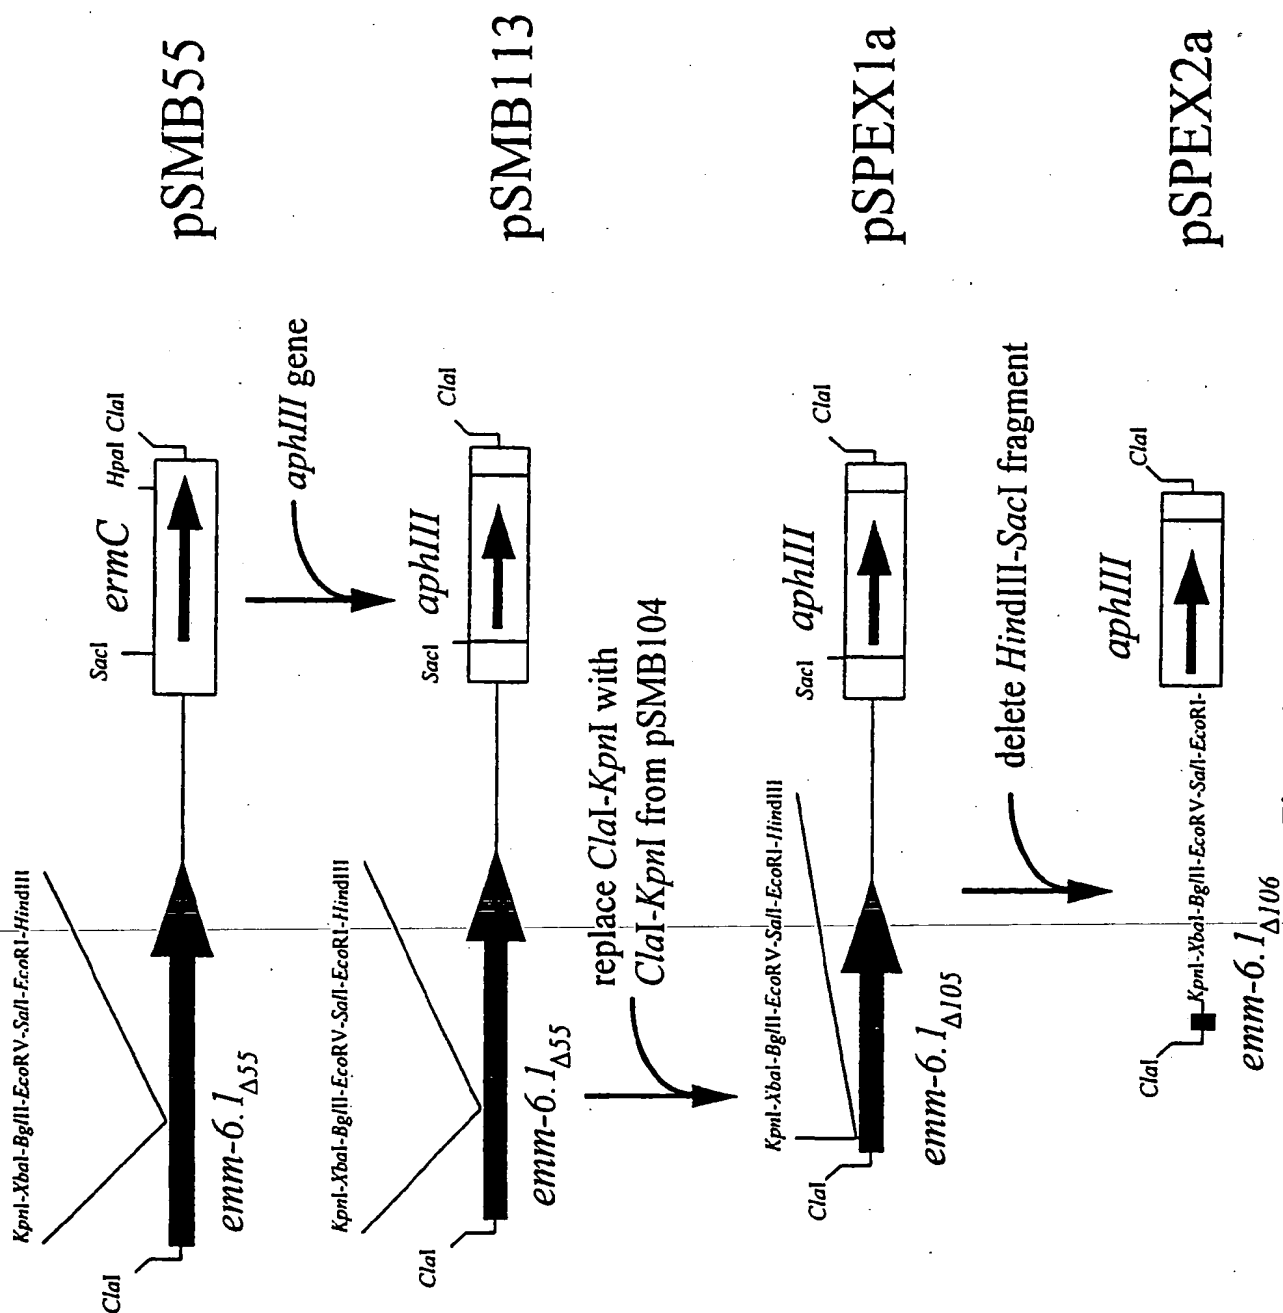 KpnI-XbaI-BglII-EcoRV-SalI-EcoRI-HindIII
ClaI
SacI
ermC
HpaI
ClaI
emm-6.1Δ55
pSMB55
aphIII gene
KpnI-XbaI-BglII-EcoRV-SalI-EcoRI-HindIII
ClaI
SacI
aphIII
ClaI
emm-6.1Δ55
pSMB113
replace ClaI-KpnI with
ClaI-KpnI from pSMB104
KpnI-XbaI-BglII-EcoRV-SalI-EcoRI-HindIII
ClaI
SacI
aphIII
ClaI
emm-6.1Δ105
pSPEX1a
delete HindIII-SacI fragment
ClaI
KpnI-XbaI-BglII-EcoRV-SalI-EcoRI-
aphIII
ClaI
emm-6.1Δ106
pSPEX2a